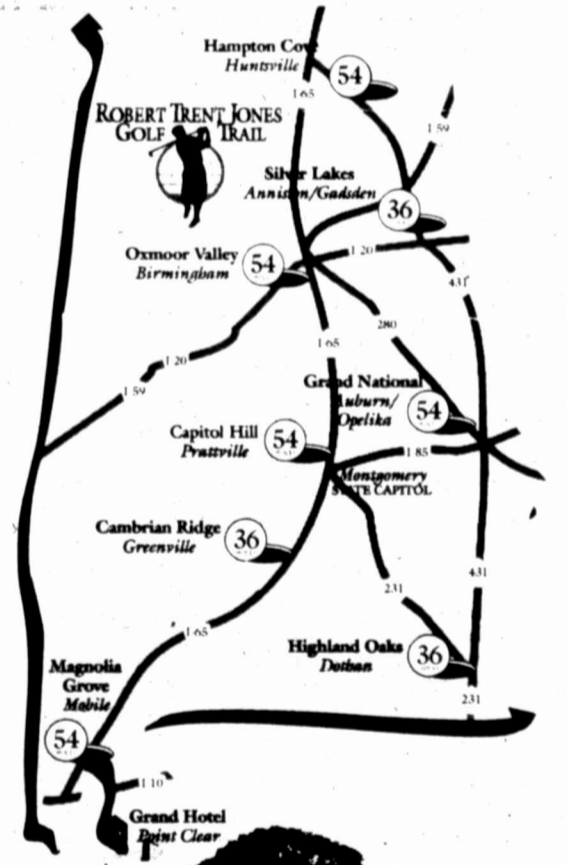 Hampton Cove
Huntsville
54
I 65
I 59
ROBERT TRENT JONES
GOLF TRAIL
Silver Lakes
Anniston/Gadsden
36
Oxmoor Valley
Birmingham
54
I 20
431
280
I 65
I 20
I 59
Grand National
Auburn/
Opelika
54
Capitol Hill
Prattville
54
I 85
Montgomery
STATE CAPITOL
Cambrian Ridge
Greenville
36
431
231
I 65
Highland Oaks
Dothan
36
231
Magnolia
Grove
Mobile
54
I 10
Grand Hotel
Point Clear